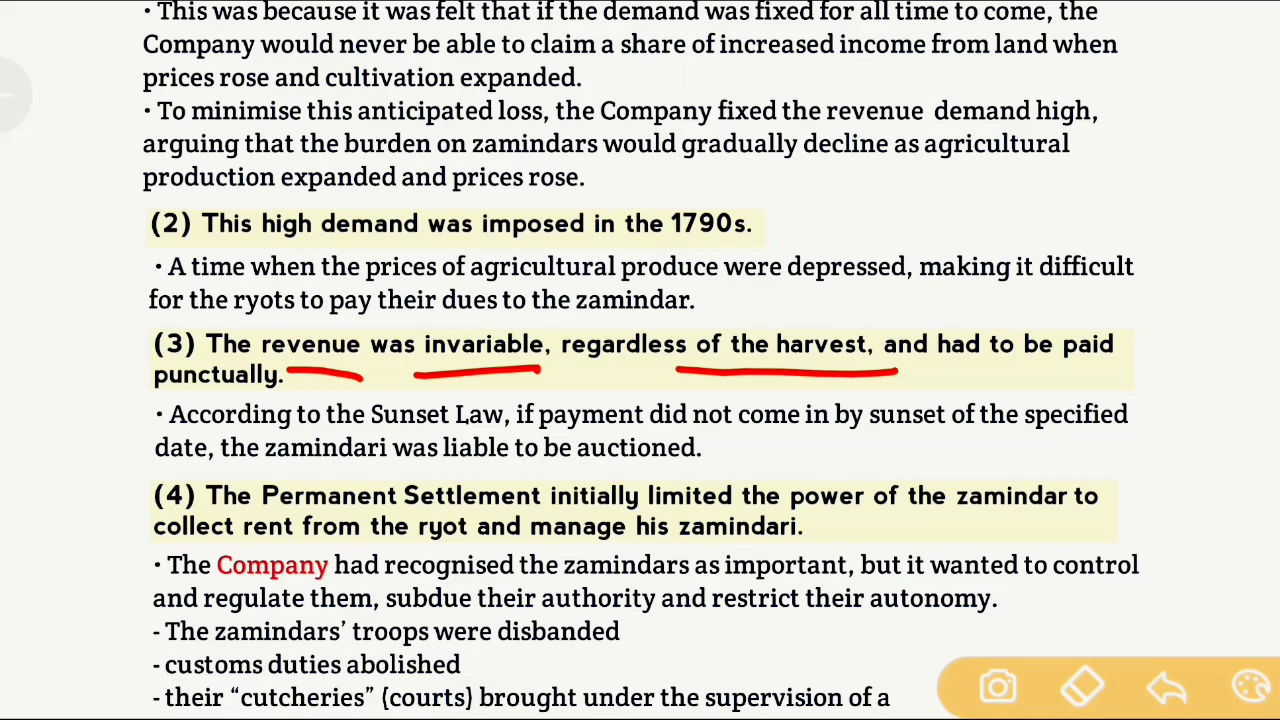 · This was because it was felt that if the demand was fixed for all time to come, the
Company would never be able to claim a share of increased income from land when
prices rose and cultivation expanded.
· To minimise this anticipated loss, the Company fixed the revenue demand high,
arguing that the burden on zamindars would gradually decline as agricultural
production expanded and prices rose.
(2) This high demand was imposed in the 1790s.
· A time when the prices of agricultural produce were depressed, making it difficult
for the ryots to pay their dues to the zamindar.
(3) The revenue was invariable, regardless of the harvest, and had to be paid
punctually.
· According to the Sunset Law, if payment did not come in by sunset of the specified
date, the zamindari was liable to be auctioned.
(4) The Permanent Settlement initially limited the power of the zamindar to
collect rent from the ryot and manage his zamindari.
· The Company had recognised the zamindars as important, but it wanted to control
and regulate them, subdue their authority and restrict their autonomy.
- The zamindars’ troops were disbanded
- customs duties abolished
- their “cutcheries” (courts) brought under the supervision of a